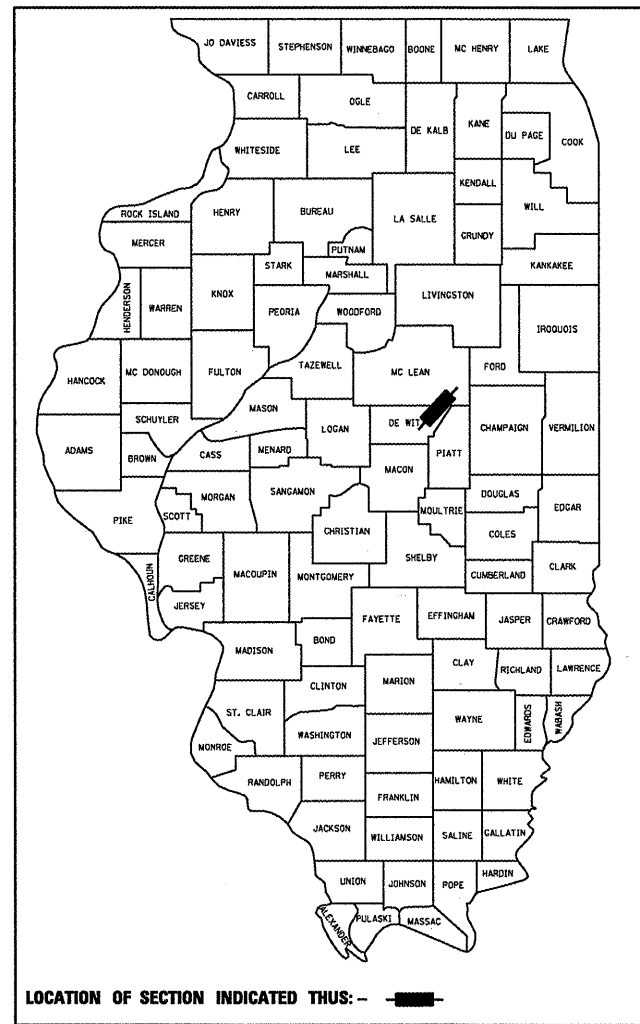 JO DAVIESS STEPHENSON WINNEBAGO BOONE MC HENRY LAKE
CARROLL OGLE DE KALB KANE DU PAGE COOK
WHITESIDE LEE
KENDALL
ROCK ISLAND HENRY BUREAU LA SALLE GRUNDY WILL
MERCER PUTNAM
STARK MARSHALL KANKAKEE
HENDERSON WARREN KNOX PEORIA WOODFORD LIVINGSTON IROQUOIS
HANCOCK MC DONOUGH FULTON TAZEWELL MC LEAN FORD
SCHUYLER MASON LOGAN DE WIT CHAMPAIGN VERMILION
ADAMS BROWN CASS MENARD MACON PIATT
PIKE SCOTT MORGAN SANGAMON CHRISTIAN MOULTRIE DOUGLAS EDGAR
COLES
CALHOUN GREENE MACOUPIN MONTGOMERY SHELBY CUMBERLAND CLARK
JERSEY FAYETTE EFFINGHAM JASPER CRAWFORD
MADISON BOND
CLINTON MARION CLAY RICHLAND LAWRENCE
ST. CLAIR WASHINGTON JEFFERSON WAYNE EDWARDS WABASH
MONROE
RANDOLPH PERRY FRANKLIN HAMILTON WHITE
JACKSON WILLIAMSON SALINE GALLATIN
UNION JOHNSON POPE HARDIN
ALEXANDER PULASKI MASSAC
LOCATION OF SECTION INDICATED THUS: -